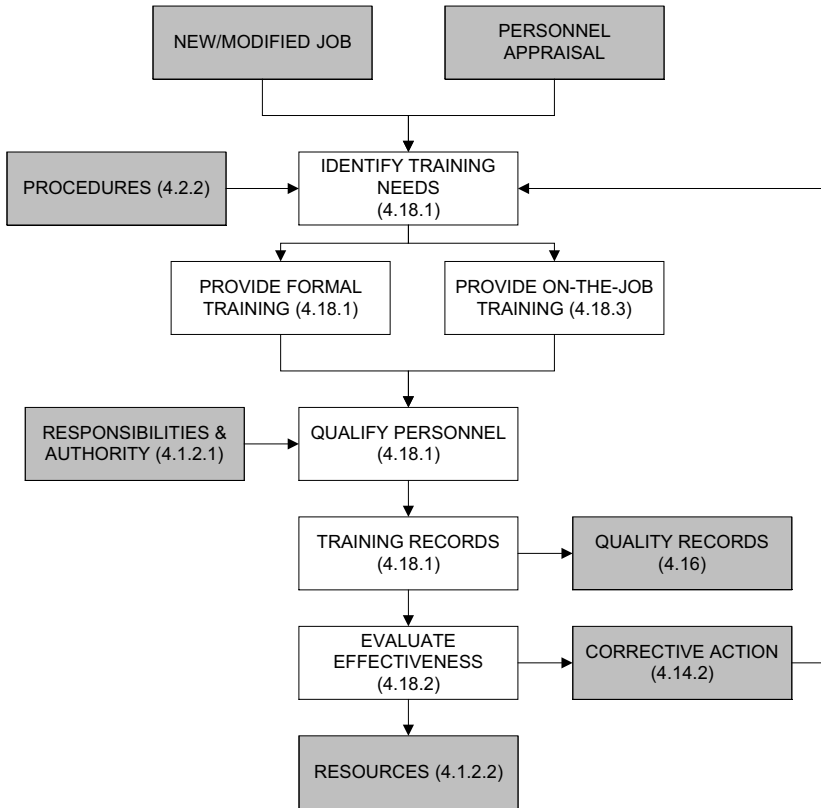 NEW/MODIFIED JOB
PERSONNEL
APPRAISAL
PROCEDURES (4.2.2)
IDENTIFY TRAINING
NEEDS
(4.18.1)
PROVIDE FORMAL
TRAINING (4.18.1)
PROVIDE ON-THE-JOB
TRAINING (4.18.3)
RESPONSIBILITIES &
AUTHORITY (4.1.2.1)
QUALIFY PERSONNEL
(4.18.1)
TRAINING RECORDS
(4.18.1)
QUALITY RECORDS
(4.16)
EVALUATE
EFFECTIVENESS
(4.18.2)
CORRECTIVE ACTION
(4.14.2)
RESOURCES (4.1.2.2)